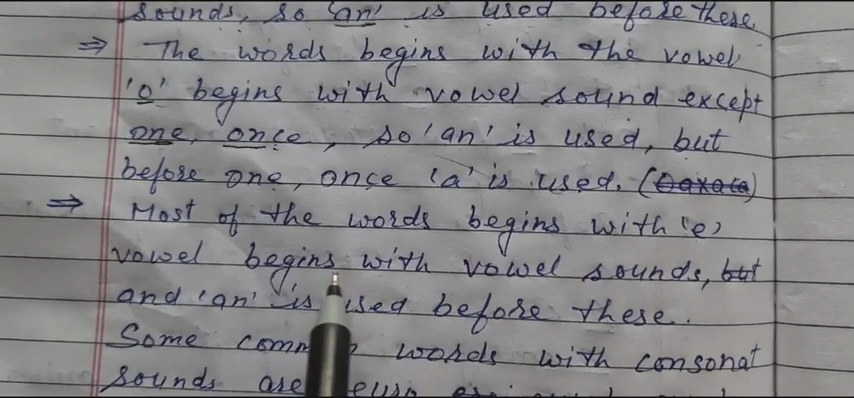 sounds, so 'an' is used before these
⇒ The words begins with the vowel
'o' begins with vowel sound except
one, once, so 'an' is used, but
before one, once 'a' is used. (Oaxaca)
⇒ Most of the words begins with 'e'
vowel begins with vowel sounds, but
and 'an' is used before these.
Some common words with consonat
sounds are